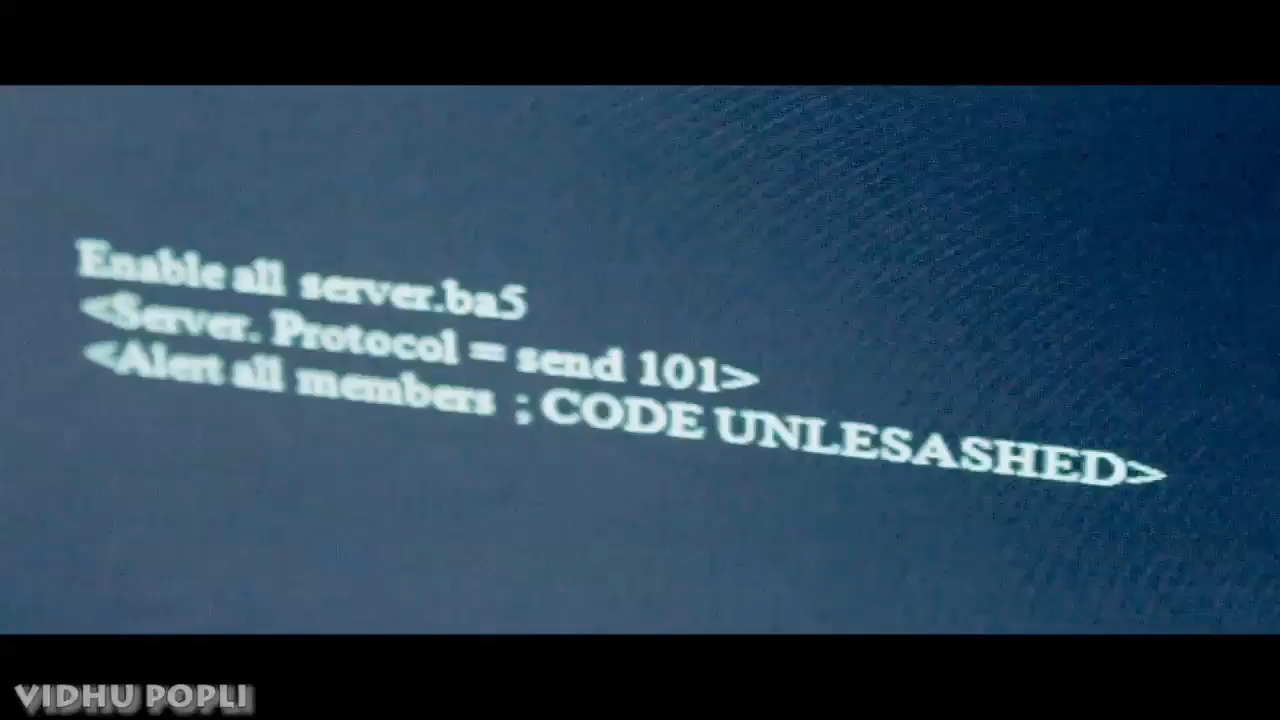 Enable all server.ba5
<Server. Protocol = send 101>
<Alert all members ; CODE UNLESASHED>
VIDHU POPLI